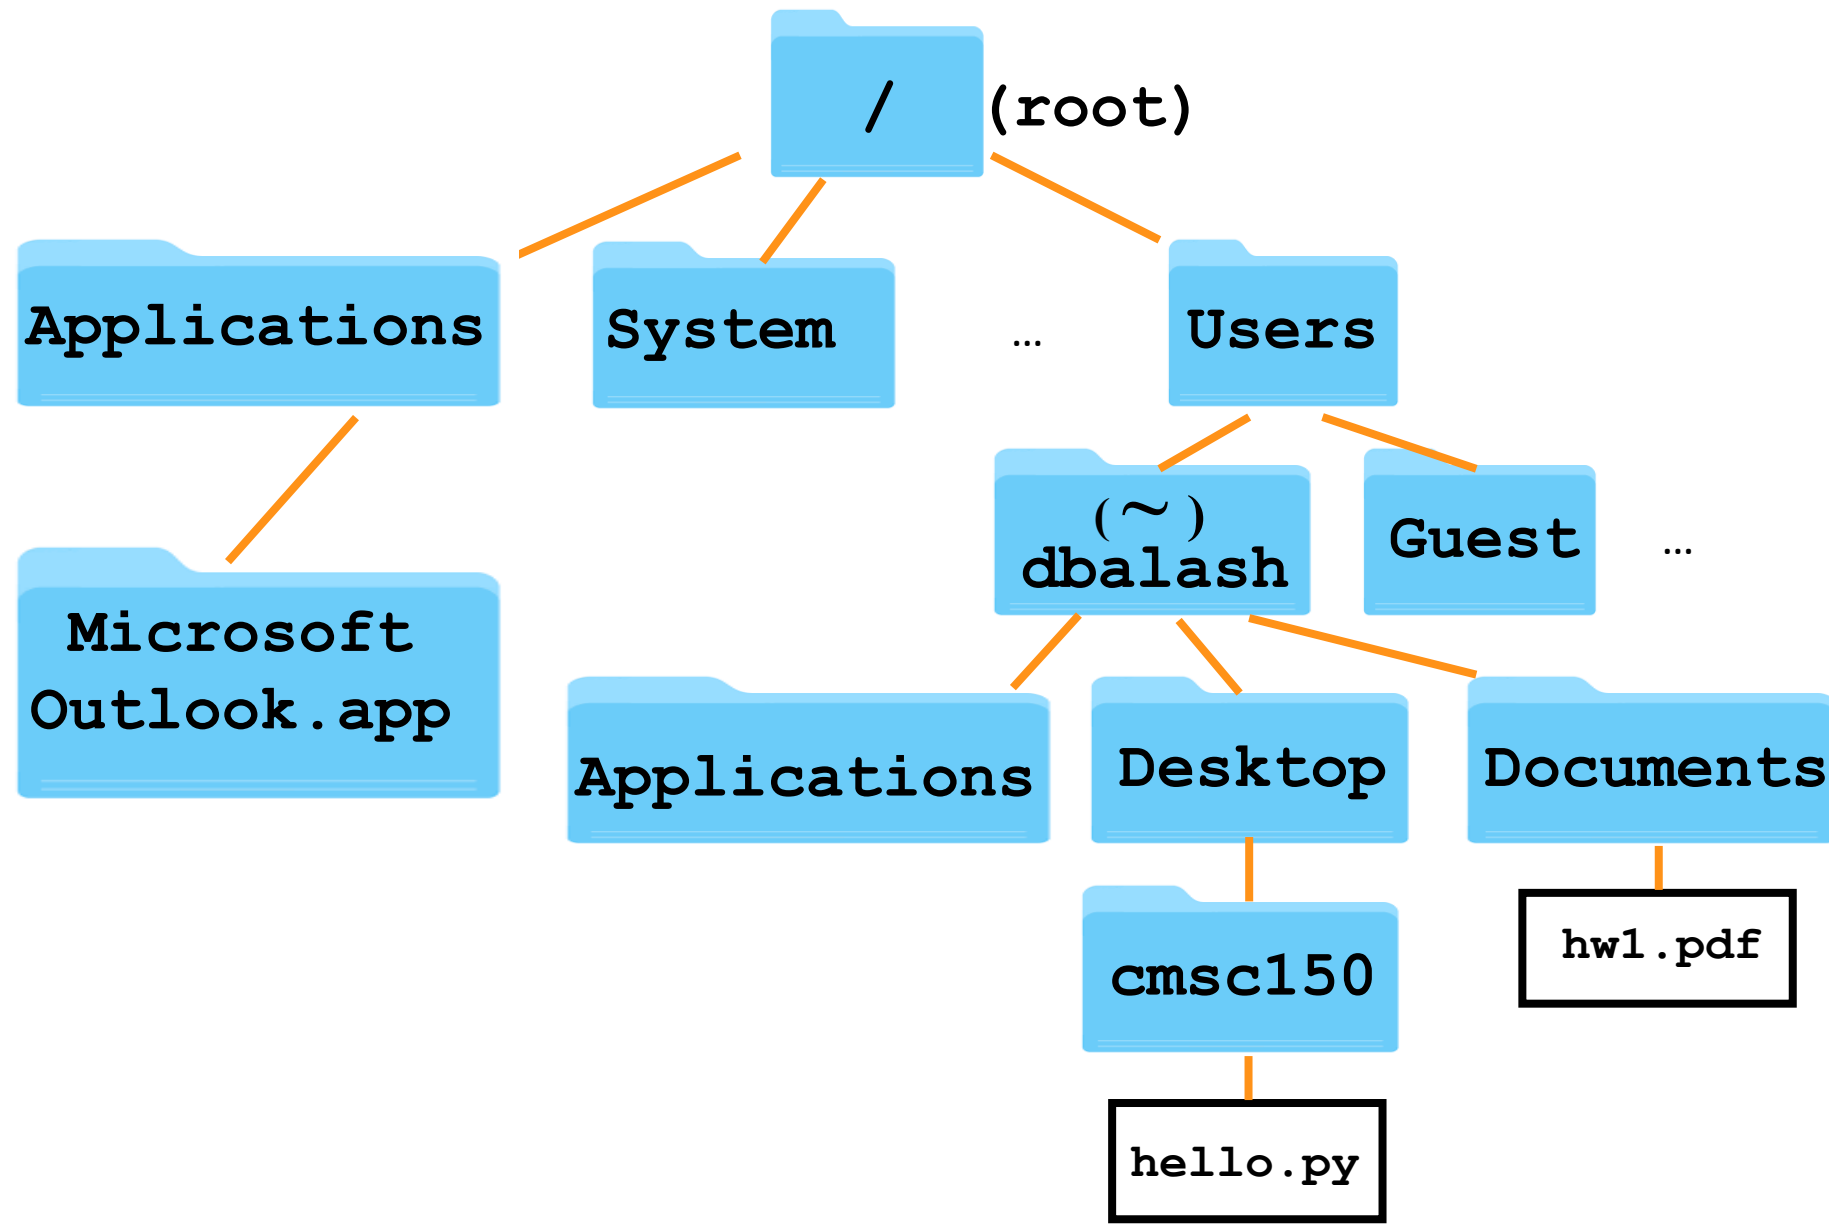 / (root)
Applications
System
…
Users
(~)
dbalash
Guest
…
Microsoft
Outlook.app
Applications
Desktop
Documents
cmsc150
hw1.pdf
hello.py